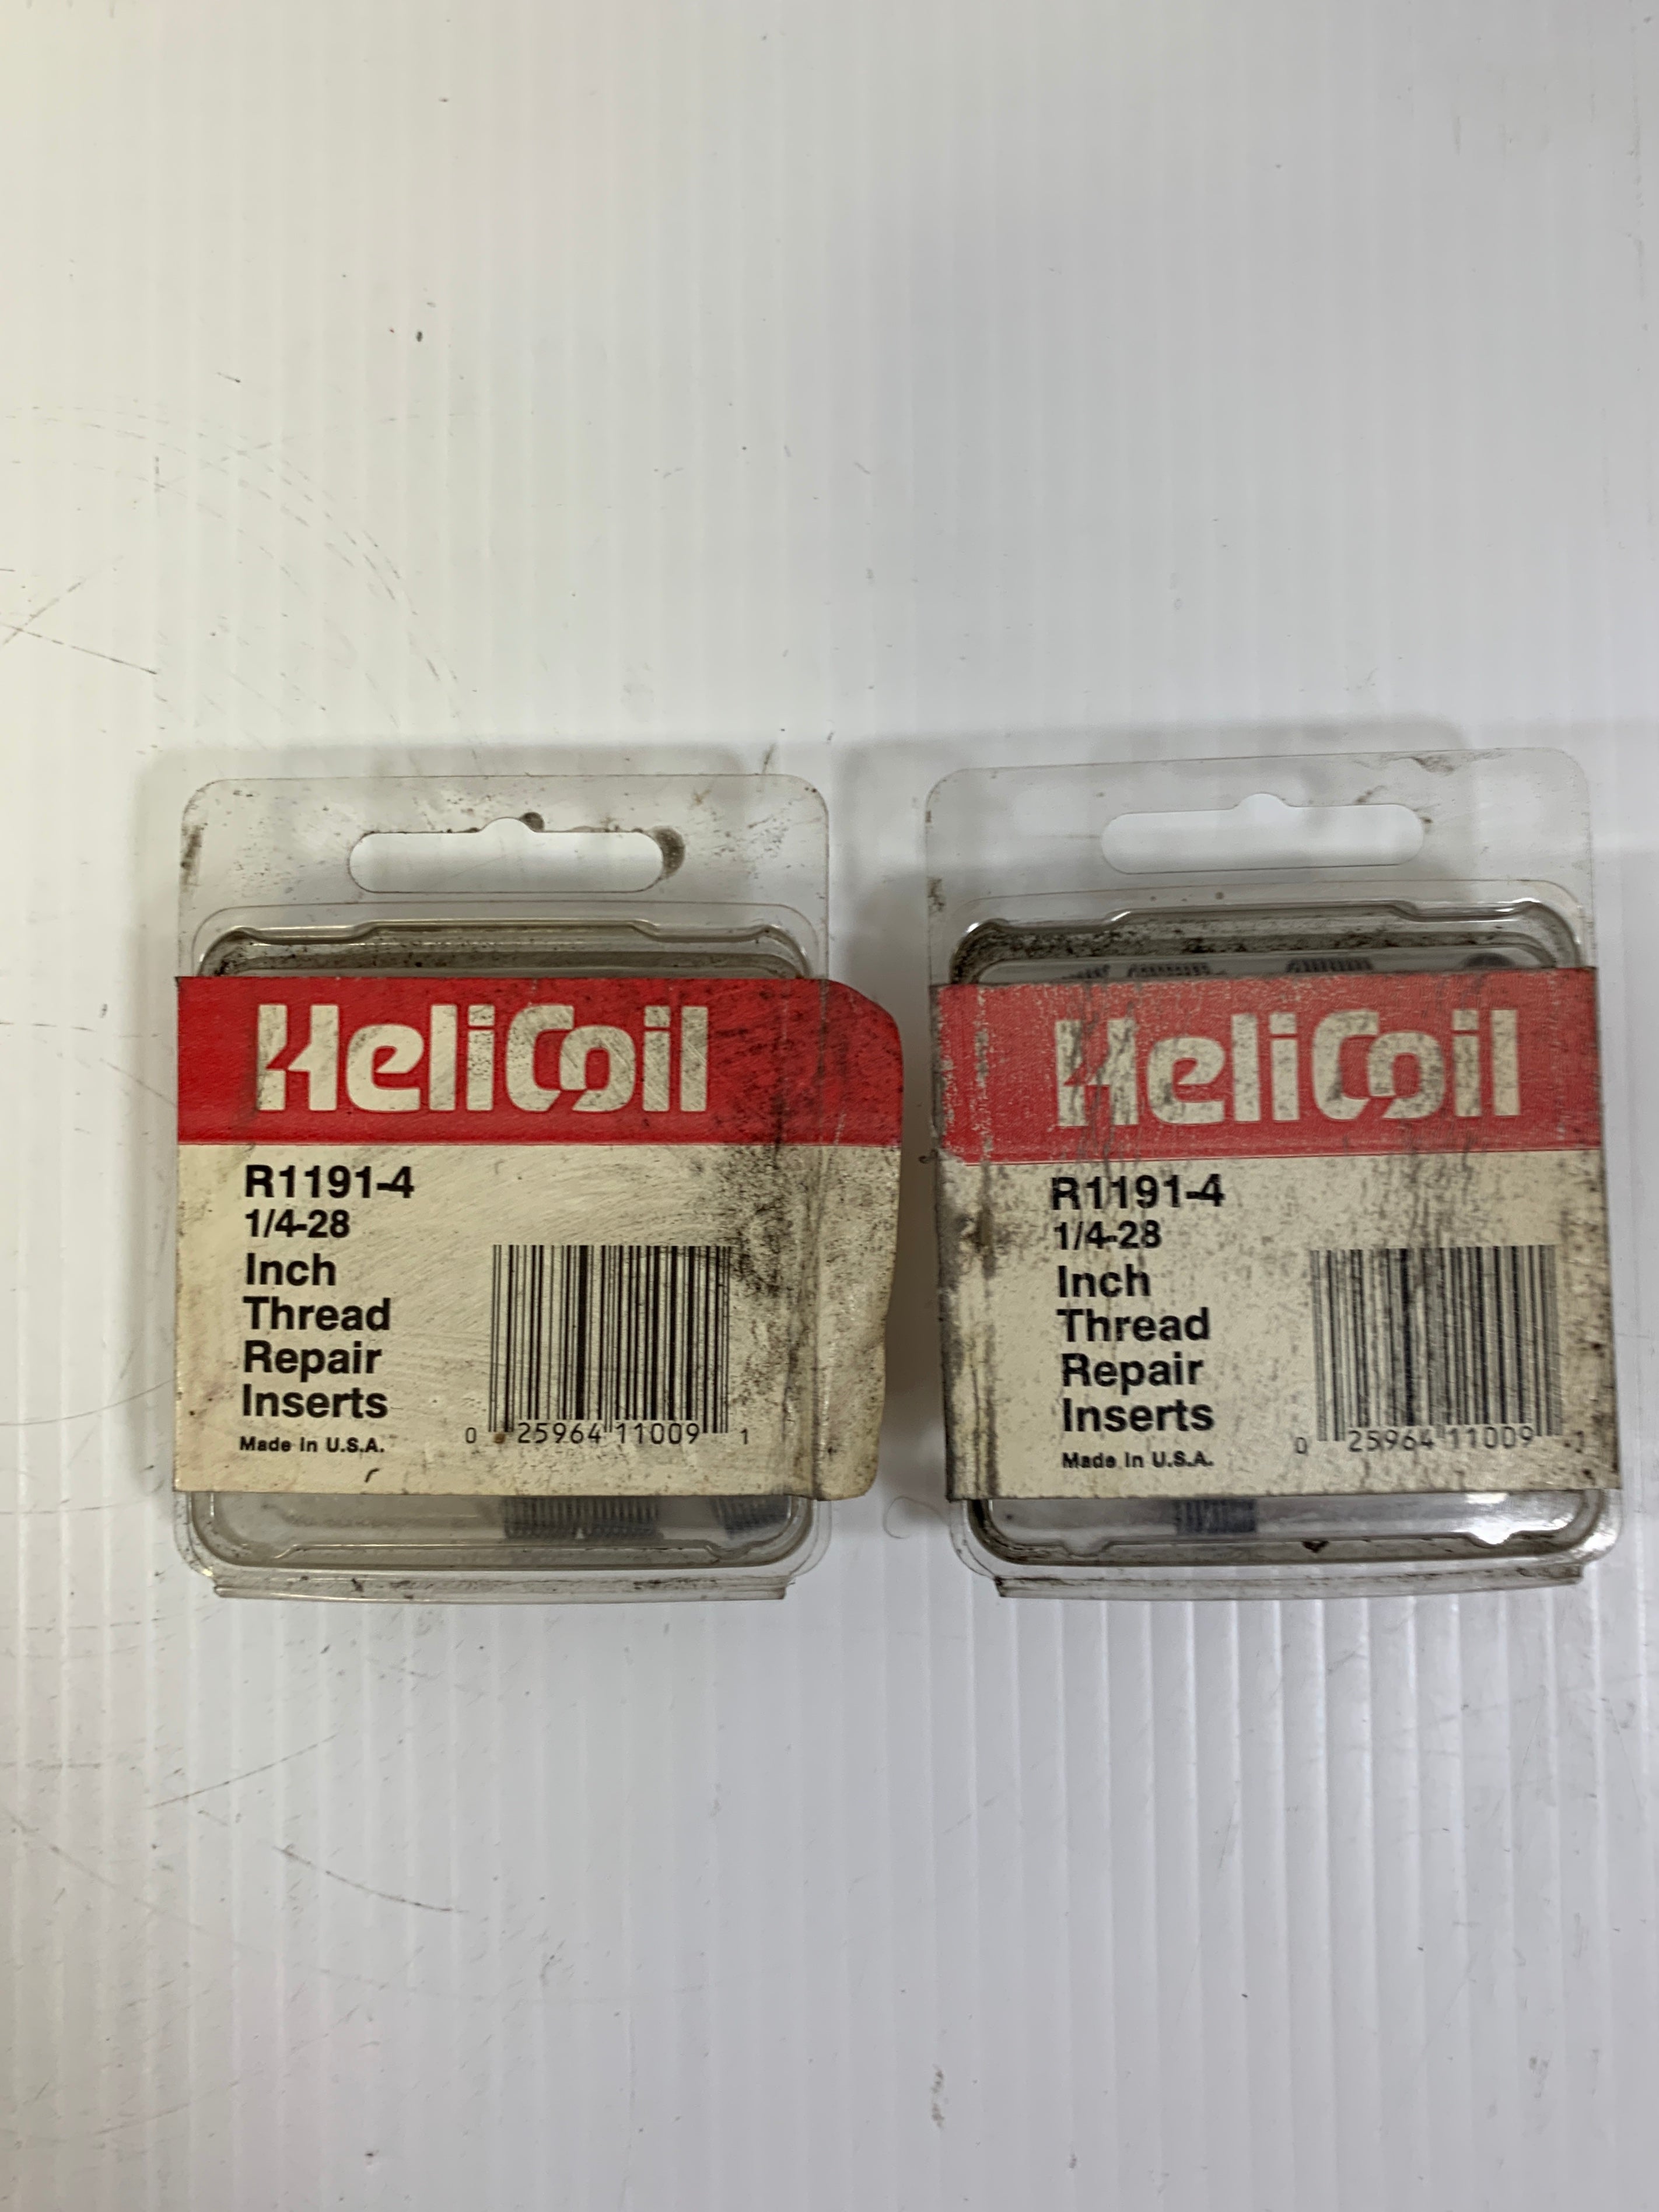 HeliCoil
R1191-4
1/4-28
Inch
Thread
Repair
Inserts
Made in U.S.A.
0 25964 11009 1
HeliCoil
R1191-4
1/4-28
Inch
Thread
Repair
Inserts
Made in U.S.A.
0 25964 11009 1